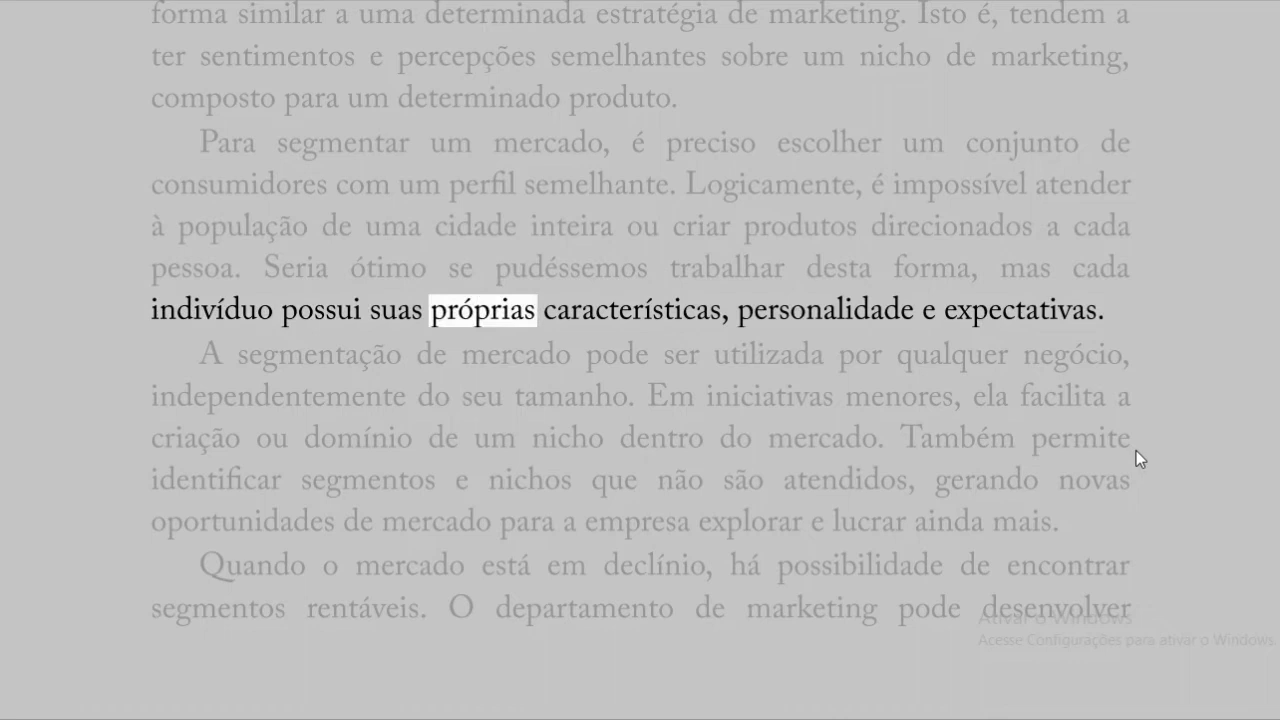 forma similar a uma determinada estratégia de marketing. Isto é, tendem a
ter sentimentos e percepções semelhantes sobre um nicho de marketing,
composto para um determinado produto.
Para segmentar um mercado, é preciso escolher um conjunto de
consumidores com um perfil semelhante. Logicamente, é impossível atender
à população de uma cidade inteira ou criar produtos direcionados a cada
pessoa. Seria ótimo se pudéssemos trabalhar desta forma, mas cada
indivíduo possui suas próprias características, personalidade e expectativas.
A segmentação de mercado pode ser utilizada por qualquer negócio,
independentemente do seu tamanho. Em iniciativas menores, ela facilita a
criação ou domínio de um nicho dentro do mercado. Também permite
identificar segmentos e nichos que não são atendidos, gerando novas
oportunidades de mercado para a empresa explorar e lucrar ainda mais.
Quando o mercado está em declínio, há possibilidade de encontrar
segmentos rentáveis. O departamento de marketing pode desenvolver
Ativar o Windows
Acesse Configurações para ativar o Windows.